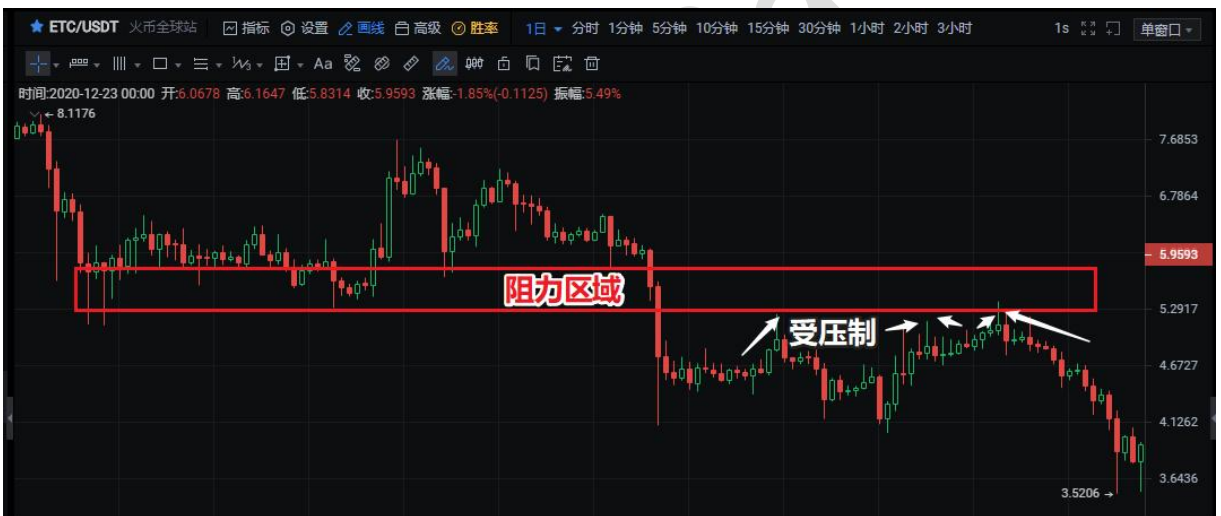 ETC/USDT 火币全球站 指标 设置 画线 高级 胜率 1日 分时 1分钟 5分钟 10分钟 15分钟 30分钟 1小时 2小时 3小时 1s 单窗口
Aa
时间:2020-12-23 00:00 开:6.0678 高:6.1647 低:5.8314 收:5.9593 涨幅:-1.85%(-0.1125) 振幅:5.49%
← 8.1176
7.6853
6.7864
5.9593
阻力区域
5.2917
受压制
4.6727
4.1262
3.6436
3.5206 →